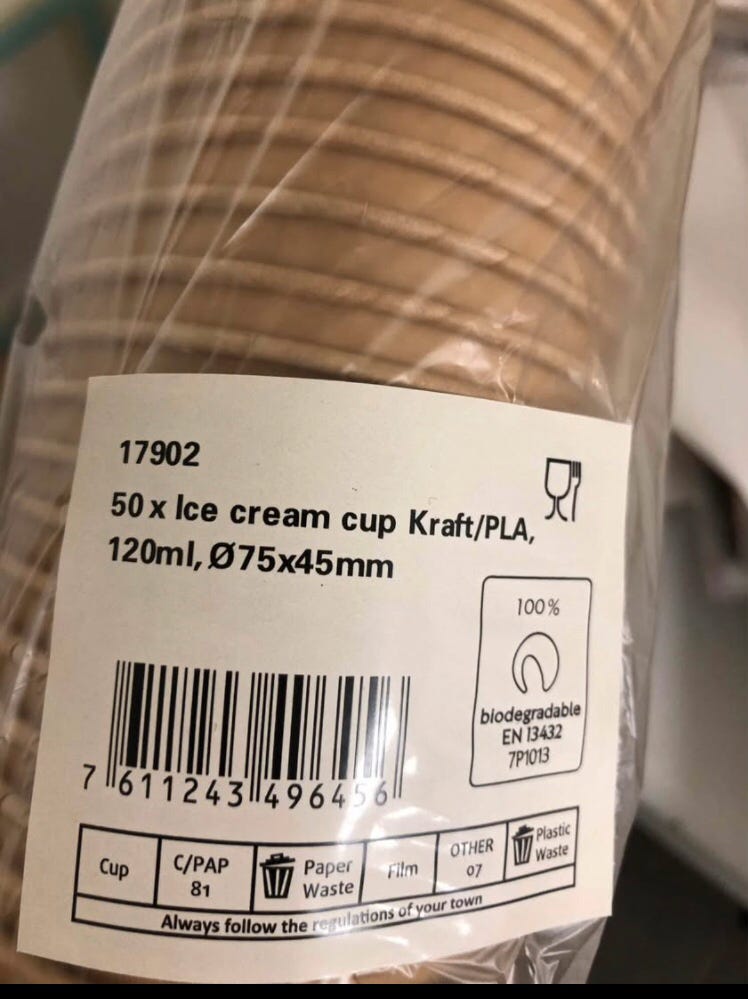 17902
50 x Ice cream cup Kraft/PLA,
120ml, Ø75x45mm
100%
biodegradable
EN 13432
7P1013
7 611243 496456
Cup
C/PAP
81
Paper
Waste
Film
OTHER
07
Plastic
Waste
Always follow the regulations of your town